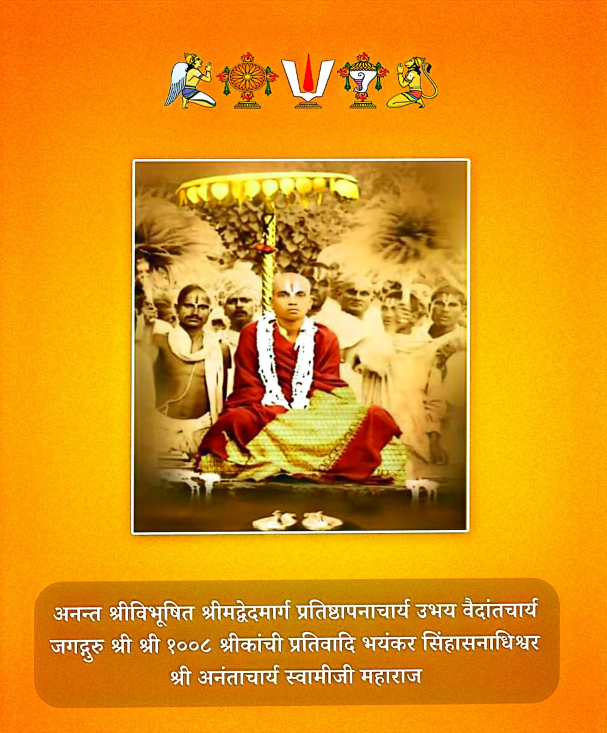 अनन्त श्रीविभूषित श्रीमद्वेदमार्ग प्रतिष्ठापनाचार्य उभय वैदांतचार्य
जगद्गुरु श्री श्री १००८ श्रीकांची प्रतिवादि भयंकर सिंहासनाधिश्वर
श्री अनंताचार्य स्वामीजी महाराज